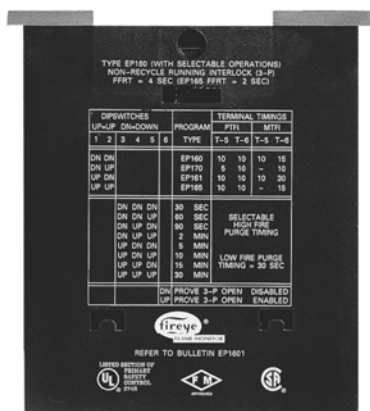 TYPE EP160 (WITH SELECTABLE OPERATIONS)
NON-RECYCLE RUNNING INTERLOCK (3-P)
FFRT = 4 SEC (EP165 FFRT = 2 SEC)
DIPSWITCHES TERMINAL TIMINGS
UP=UP DN=DOWN PROGRAM PTFI MTFI
1 2 3 4 5 6 TYPE T-5 T-6 T-5 T-6
DN DN EP160 10 10 10 15
DN UP EP170 5 10 - 10
UP DN EP161 10 10 10 30
UP UP EP165 10 10 - 15
DN DN DN 30 SEC
DN DN UP 60 SEC SELECTABLE
DN UP DN 90 SEC HIGH FIRE
DN UP UP 2 MIN PURGE TIMING
UP DN DN 5 MIN
UP DN UP 10 MIN LOW FIRE PURGE
UP UP DN 15 MIN TIMING = 30 SEC
UP UP UP 30 MIN
DN PROVE 3-P OPEN DISABLED
UP PROVE 3-P OPEN ENABLED
fireye ®
FLAME MONITOR
REFER TO BULLETIN EP1601
LISTED SECTION OF
PRIMARY
SAFETY
CONTROL
UL ® FM SA ®
APPROVED